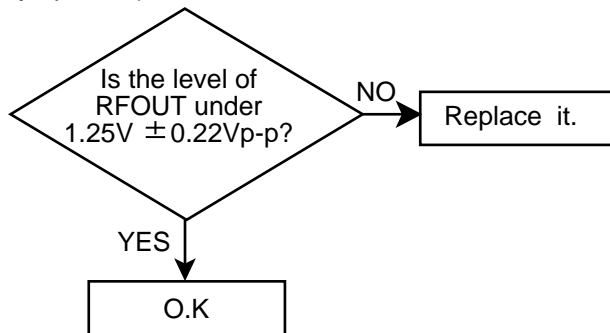 Is the level of
RFOUT under
1.25V ±0.22Vp-p?
NO
Replace it.
YES
O.K